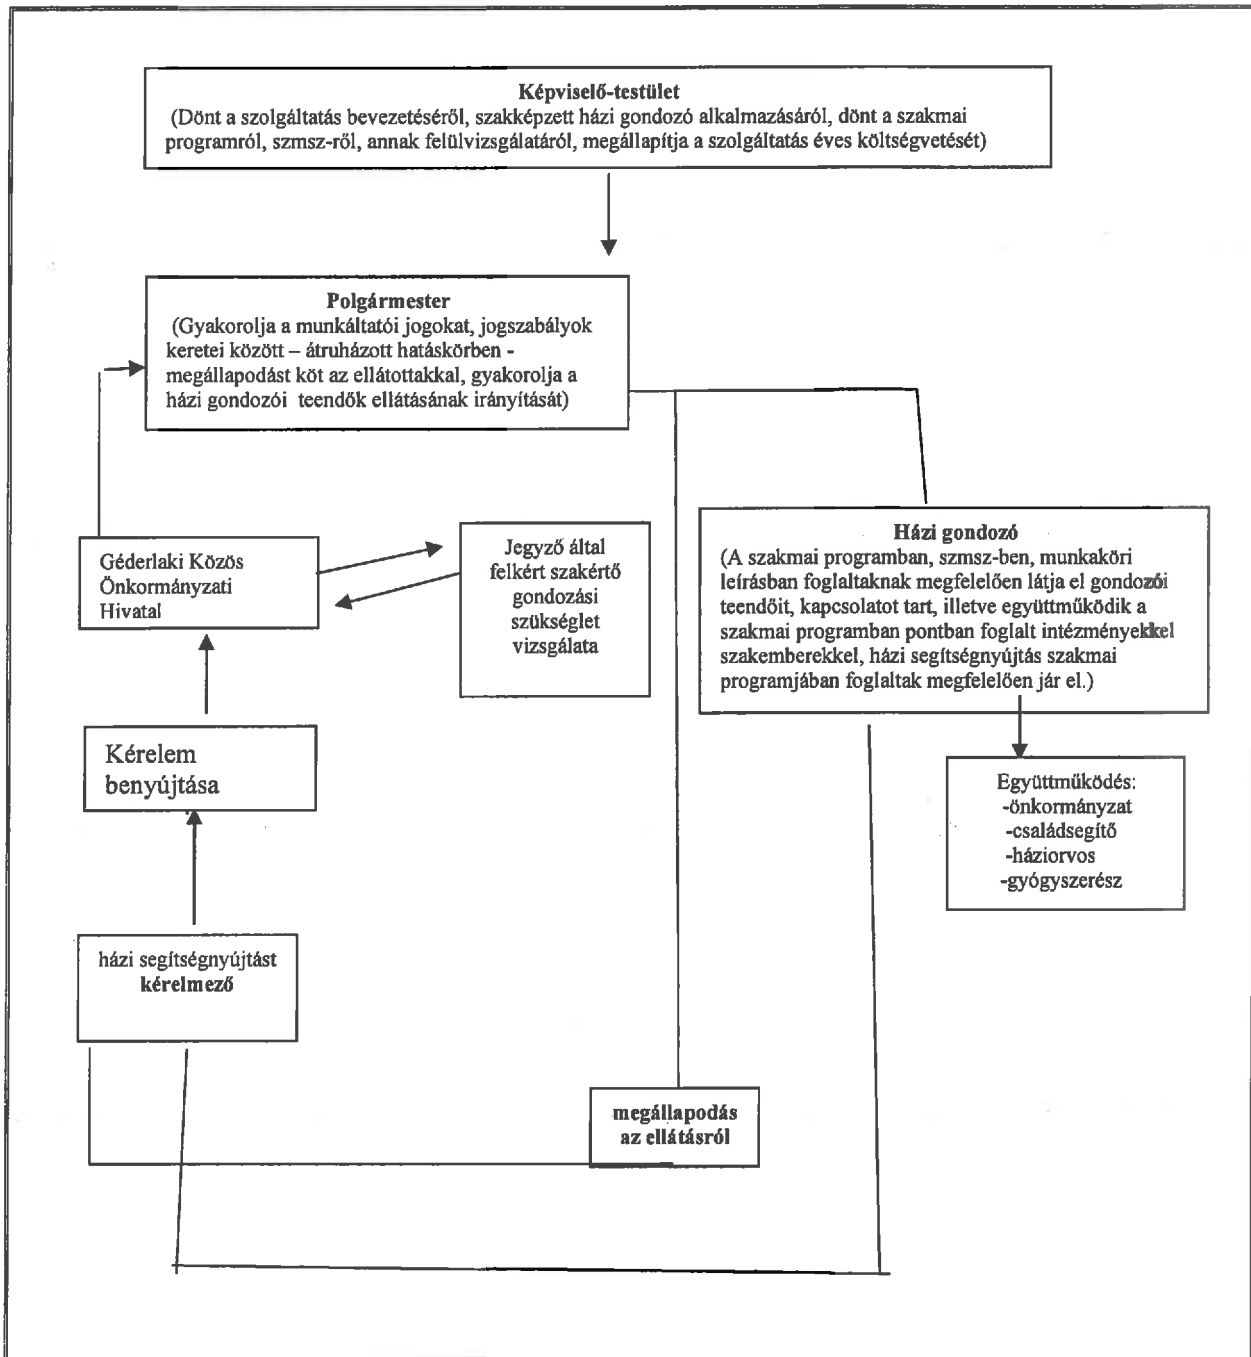 Képviselő-testület
(Dönt a szolgáltatás bevezetéséről, szakképzett házi gondozó alkalmazásáról, dönt a szakmai
programról, szmsz-ről, annak felülvizsgálatáról, megállapítja a szolgáltatás éves költségvetését)
Polgármester
(Gyakorolja a munkáltatói jogokat, jogszabályok
keretei között – átruházott hatáskörben -
megállapodást köt az ellátottakkal, gyakorolja a
házi gondozói teendők ellátásának irányítását)
Géderlaki Közös
Önkormányzati
Hivatal
Jegyző által
felkért szakértő
gondozási
szükséglet
vizsgálata
Házi gondozó
(A szakmai programban, szmsz-ben, munkaköri
leírásban foglaltaknak megfelelően látja el gondozói
teendőit, kapcsolatot tart, illetve együttműködik a
szakmai programban pontban foglalt intézményekkel
szakemberekkel, házi segítségnyújtás szakmai
programjában foglaltak megfelelően jár el.)
Kérelem
benyújtása
Együttműködés:
-önkormányzat
-családsegítő
-háziorvos
-gyógyszerész
házi segítségnyújtást
kérelmező
megállapodás
az ellátásról